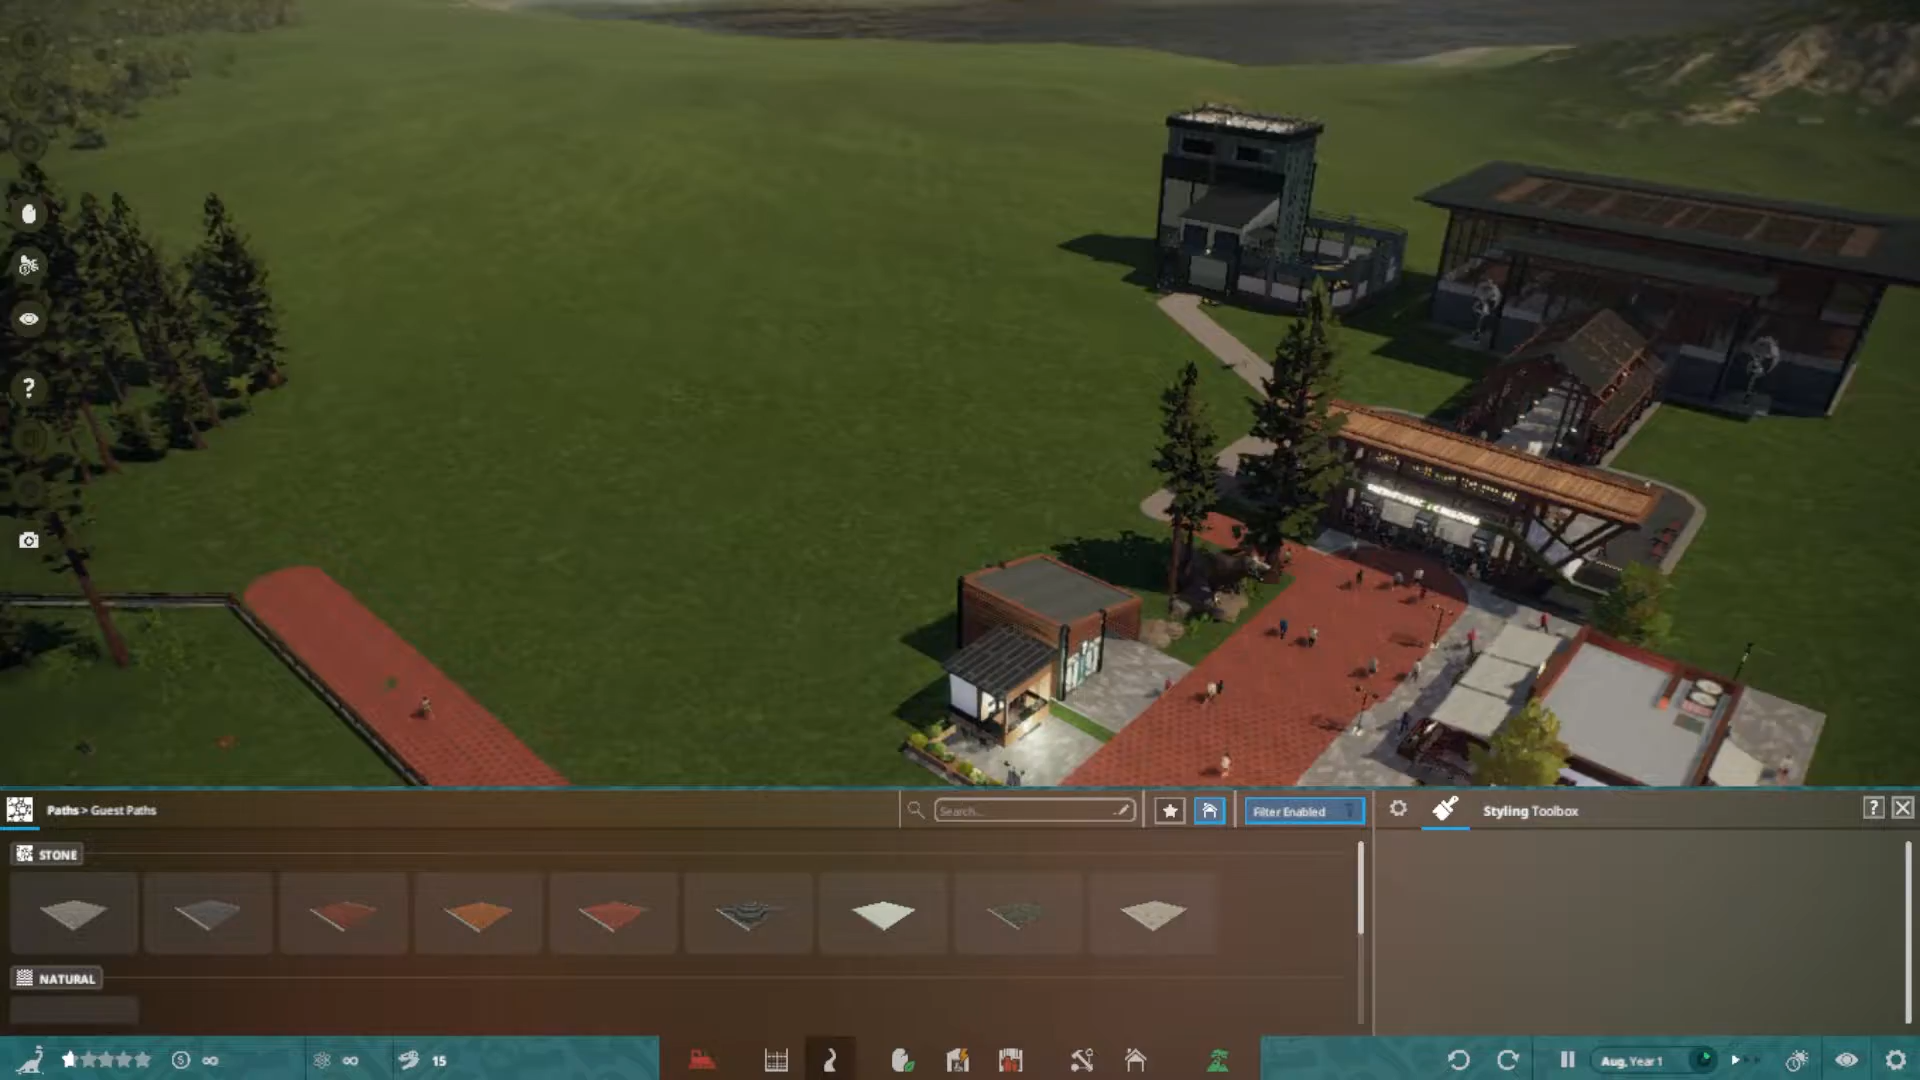 Paths > Guest Paths
Search...
Filter Enabled
Styling Toolbox
?
STONE
NATURAL
15
Aug, Year 1